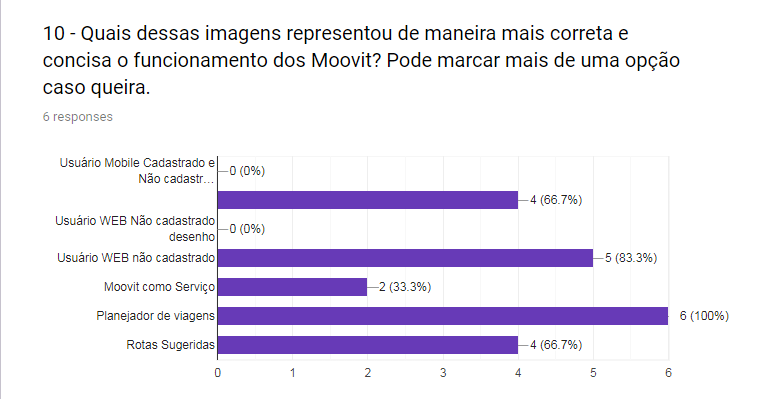 10 - Quais dessas imagens representou de maneira mais correta e
concisa o funcionamento dos Moovit? Pode marcar mais de uma opção
caso queira.
6 responses
Usuário Mobile Cadastrado e
Não cadastr…
0 (0%)
4 (66.7%)
Usuário WEB Não cadastrado
desenho
0 (0%)
Usuário WEB não cadastrado
5 (83.3%)
Moovit como Serviço
2 (33.3%)
Planejador de viagens
6 (100%)
Rotas Sugeridas
4 (66.7%)
0 1 2 3 4 5 6